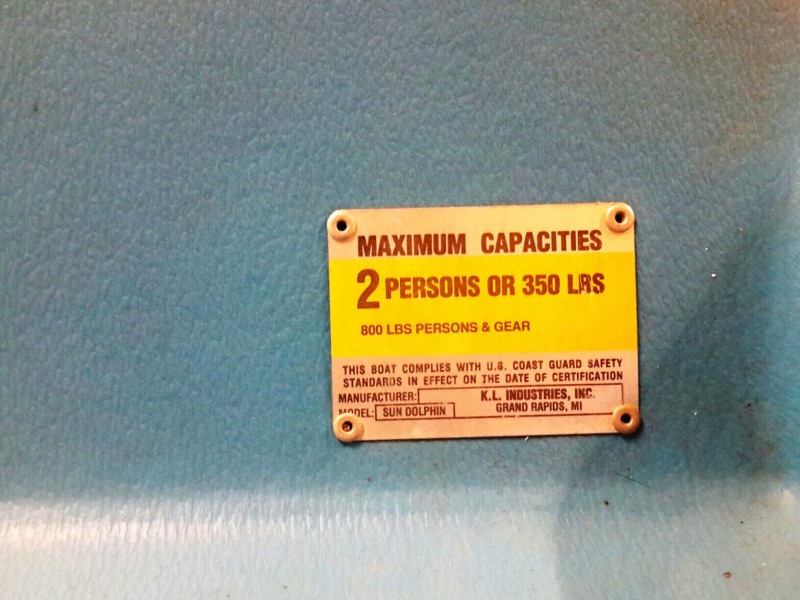 MAXIMUM CAPACITIES
2 PERSONS OR 350 LBS
800 LBS PERSONS & GEAR
THIS BOAT COMPLIES WITH U.S. COAST GUARD SAFETY
STANDARDS IN EFFECT ON THE DATE OF CERTIFICATION
MANUFACTURER: K.L. INDUSTRIES, INC.
GRAND RAPIDS, MI
MODEL: SUN DOLPHIN